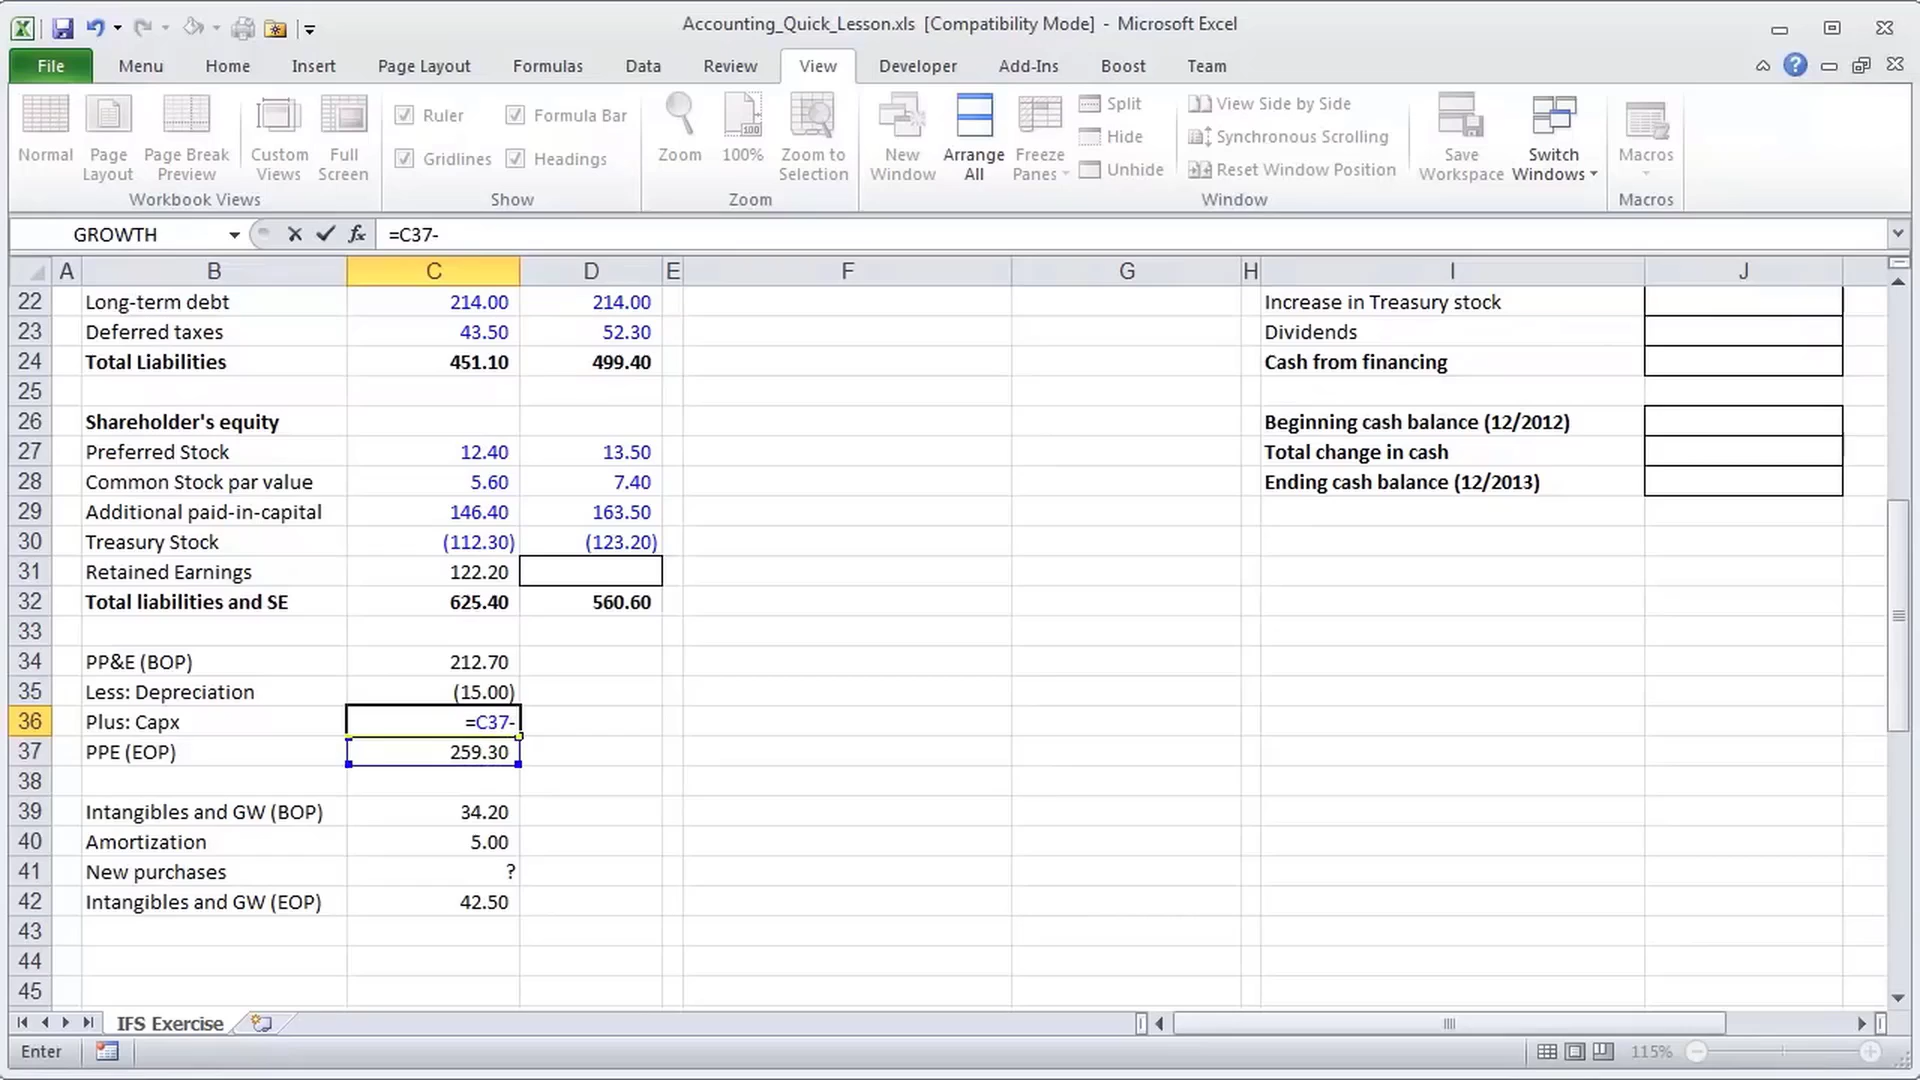 Accounting_Quick_Lesson.xls [Compatibility Mode] - Microsoft Excel
File Menu Home Insert Page Layout Formulas Data Review View Developer Add-Ins Boost Team
Normal Page Layout Page Break Preview Custom Views Full Screen
Workbook Views
Ruler Formula Bar
Gridlines Headings
Show
Zoom 100% Zoom to Selection
Zoom
New Window Arrange All Freeze Panes
Split
Hide
Unhide
View Side by Side
Synchronous Scrolling
Reset Window Position
Save Workspace Switch Windows
Window
Macros
Macros
GROWTH fx =C37-
A B C D E F G H I J
22 Long-term debt 214.00 214.00 Increase in Treasury stock
23 Deferred taxes 43.50 52.30 Dividends
24 Total Liabilities 451.10 499.40 Cash from financing
25
26 Shareholder's equity Beginning cash balance (12/2012)
27 Preferred Stock 12.40 13.50 Total change in cash
28 Common Stock par value 5.60 7.40 Ending cash balance (12/2013)
29 Additional paid-in-capital 146.40 163.50
30 Treasury Stock (112.30) (123.20)
31 Retained Earnings 122.20
32 Total liabilities and SE 625.40 560.60
33
34 PP&E (BOP) 212.70
35 Less: Depreciation (15.00)
36 Plus: Capx =C37-
37 PPE (EOP) 259.30
38
39 Intangibles and GW (BOP) 34.20
40 Amortization 5.00
41 New purchases ?
42 Intangibles and GW (EOP) 42.50
43
44
45
IFS Exercise
Enter 115%